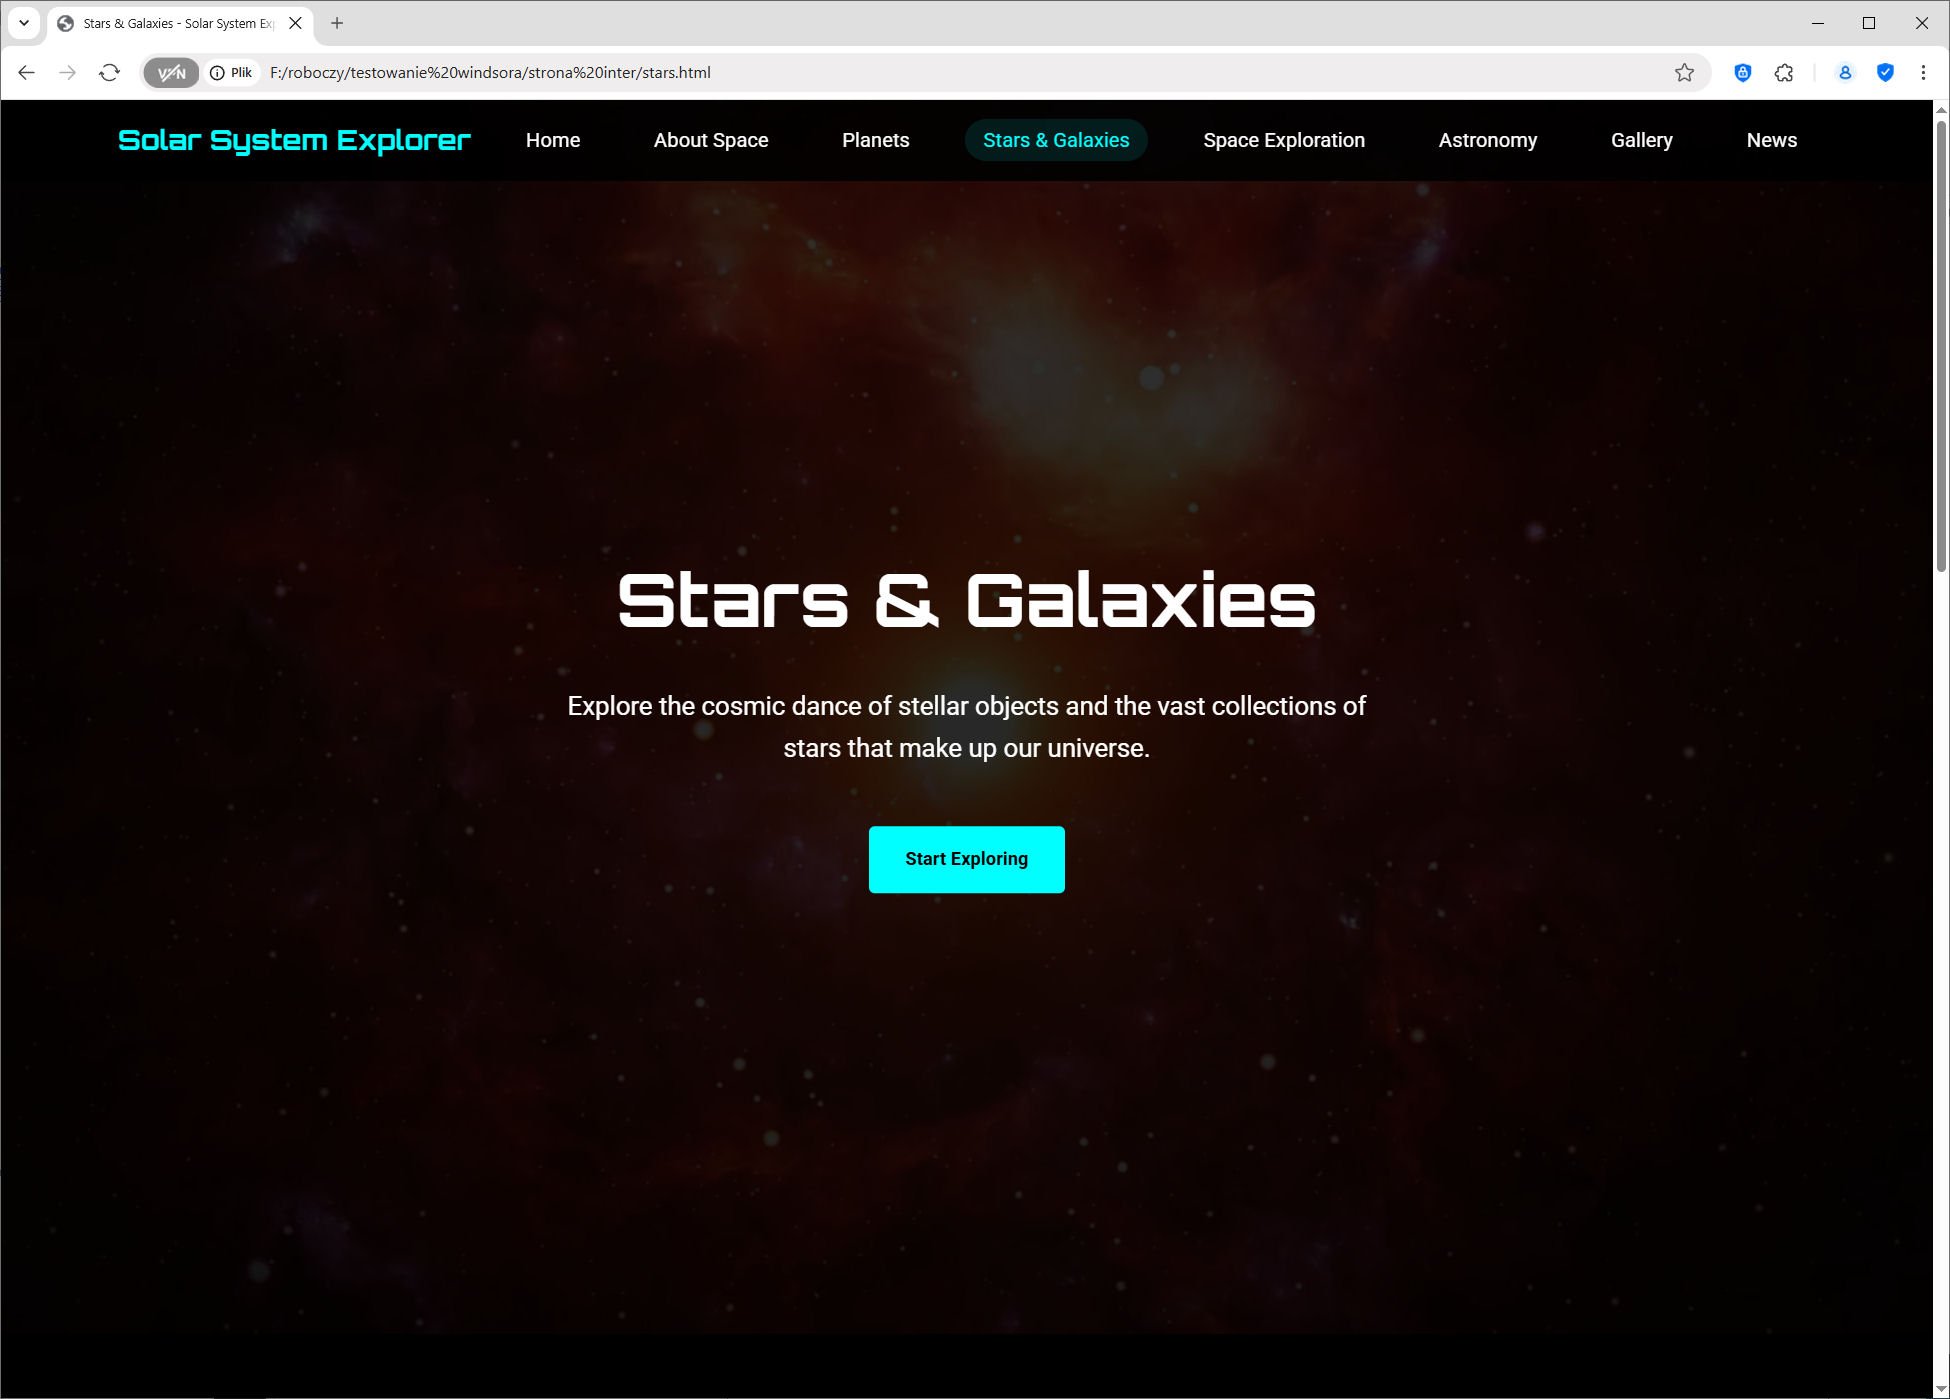 Stars & Galaxies - Solar System Ex
VPN
Plik
F:/roboczy/testowanie%20windsora/strona%20inter/stars.html
Solar System Explorer
Home
About Space
Planets
Stars & Galaxies
Space Exploration
Astronomy
Gallery
News
Stars & Galaxies
Explore the cosmic dance of stellar objects and the vast collections of
stars that make up our universe.
Start Exploring